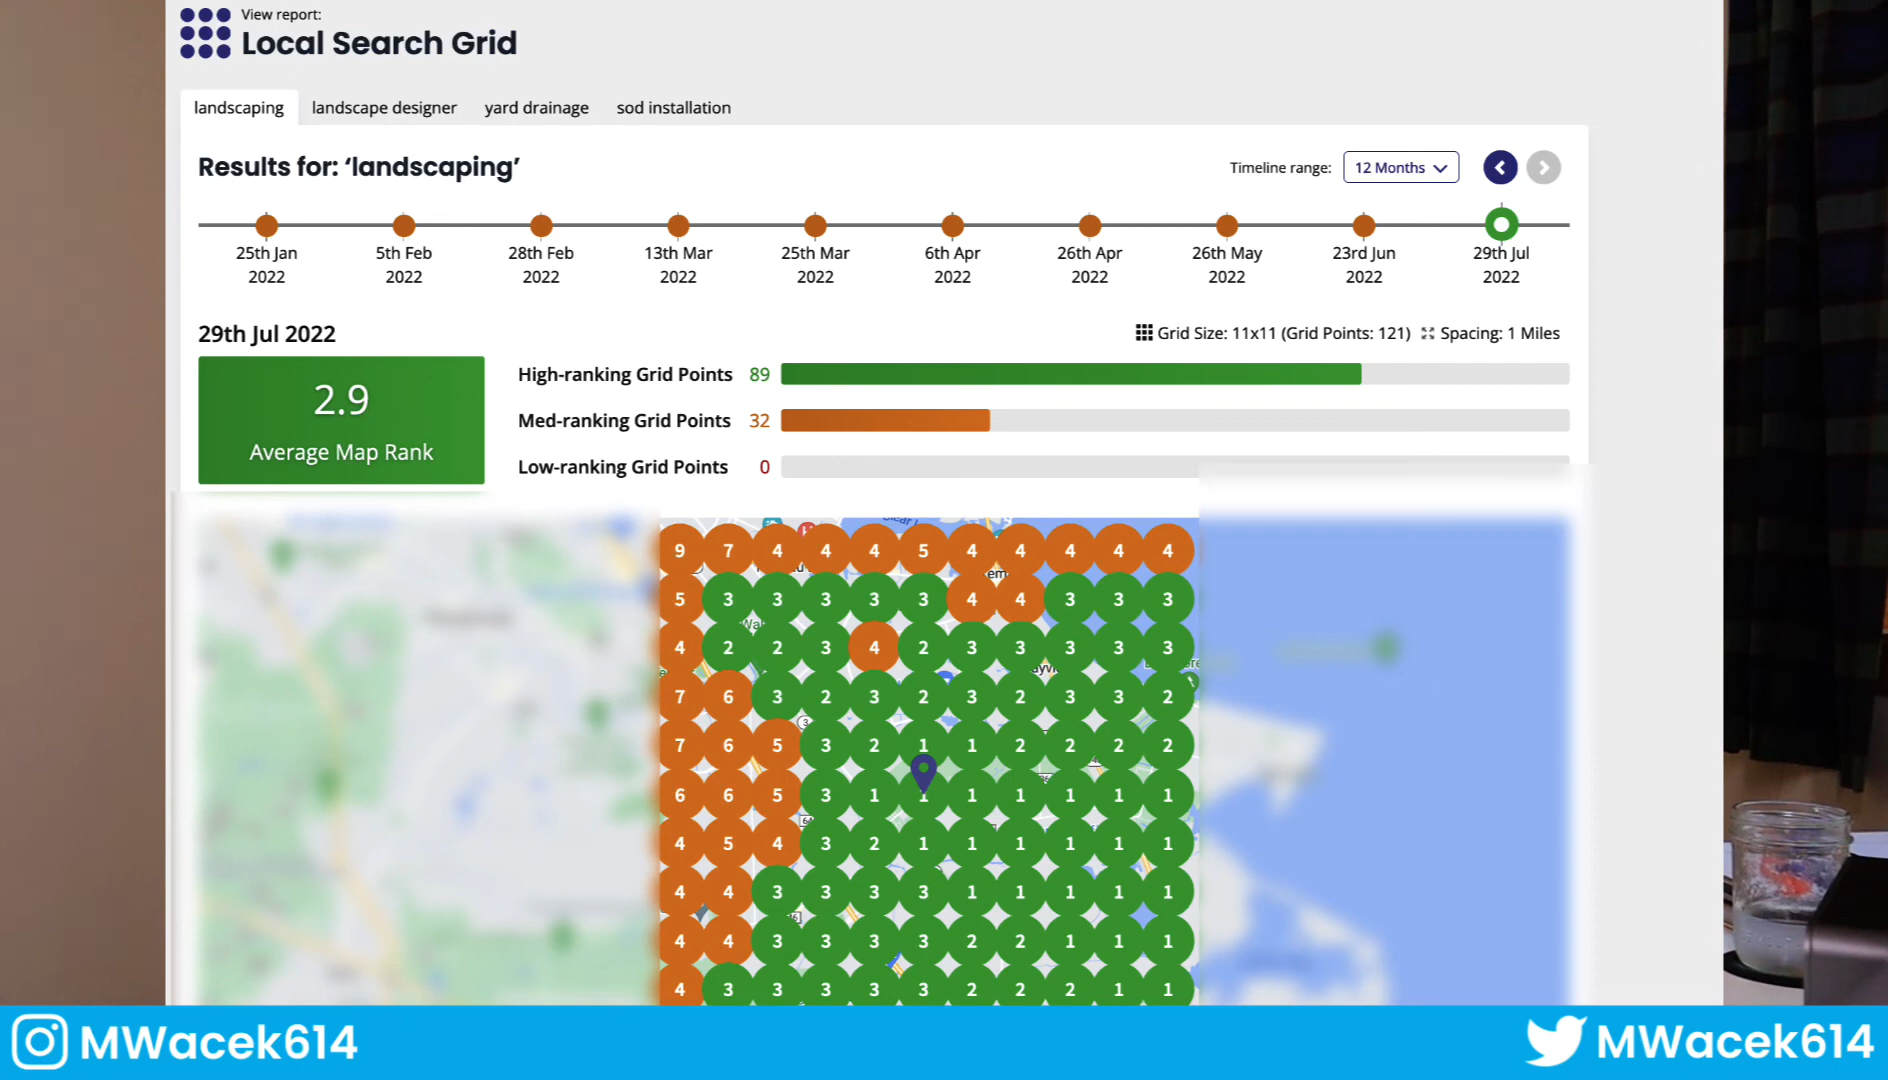 View report:
Local Search Grid
landscaping landscape designer yard drainage sod installation
Results for: ‘landscaping’
Timeline range: 12 Months
25th Jan 2022
5th Feb 2022
28th Feb 2022
13th Mar 2022
25th Mar 2022
6th Apr 2022
26th Apr 2022
26th May 2022
23rd Jun 2022
29th Jul 2022
29th Jul 2022
Grid Size: 11x11 (Grid Points: 121) Spacing: 1 Miles
2.9
Average Map Rank
High-ranking Grid Points 89
Med-ranking Grid Points 32
Low-ranking Grid Points 0
9 7 4 4 4 5 4 4 4 4 4
5 3 3 3 3 3 4 4 3 3 3
4 2 2 3 4 2 3 3 3 3 3
7 6 3 2 3 2 3 2 3 3 2
7 6 5 3 2 1 1 2 2 2 2
6 6 5 3 1 1 1 1 1 1 1
4 5 4 3 2 1 1 1 1 1 1
4 4 3 3 3 3 1 1 1 1 1
4 4 3 3 3 3 2 2 1 1 1
4 3 3 3 3 3 2 2 2 1 1
MWacek614
MWacek614